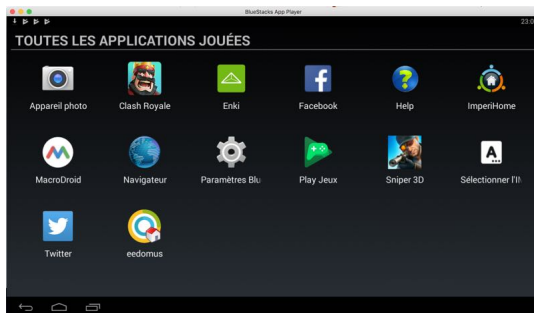 BlueStacks App Player
23:0
TOUTES LES APPLICATIONS JOUÉES
Appareil photo Clash Royale Enki Facebook Help ImperiHome
MacroDroid Navigateur Paramètres Blu Play Jeux Sniper 3D Sélectionner l'I
Twitter eedomus